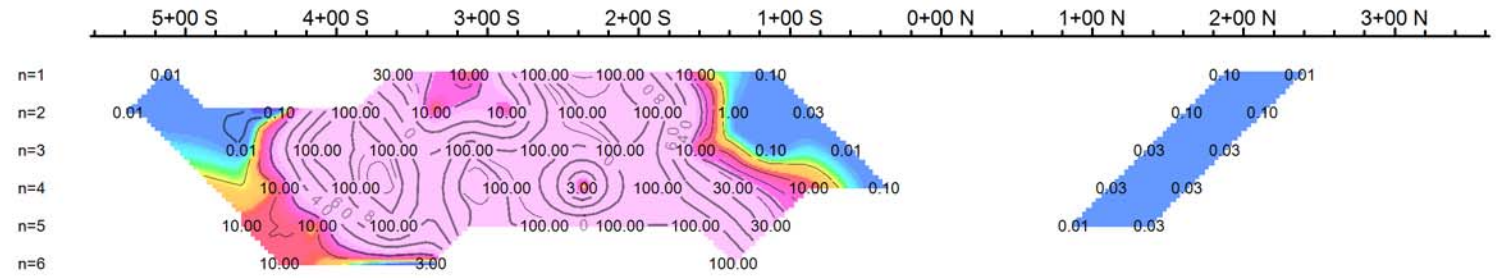 5+00 S 4+00 S 3+00 S 2+00 S 1+00 S 0+00 N 1+00 N 2+00 N 3+00 N
n=1 0.01 30.00 10.00 100.00 100.00 10.00 0.10 0.10 0.01
80
n=2 0.01 0.10 100.00 10.00 10.00 100.00 100.00 1.00 0.03 0.10 0.10
n=3 0.01 100.00 100.00 100.00 100.00 100.00 10.00 0.10 0.01 0.03 0.03
n=4 10.00 100.00 100.00 3.00 100.00 30.00 10.00 0.10 0.03 0.03
n=5 10.00 10.00 100.00 100.00 100.00 100.00 30.00 0.01 0.03
n=6 10.00 3.00 100.00